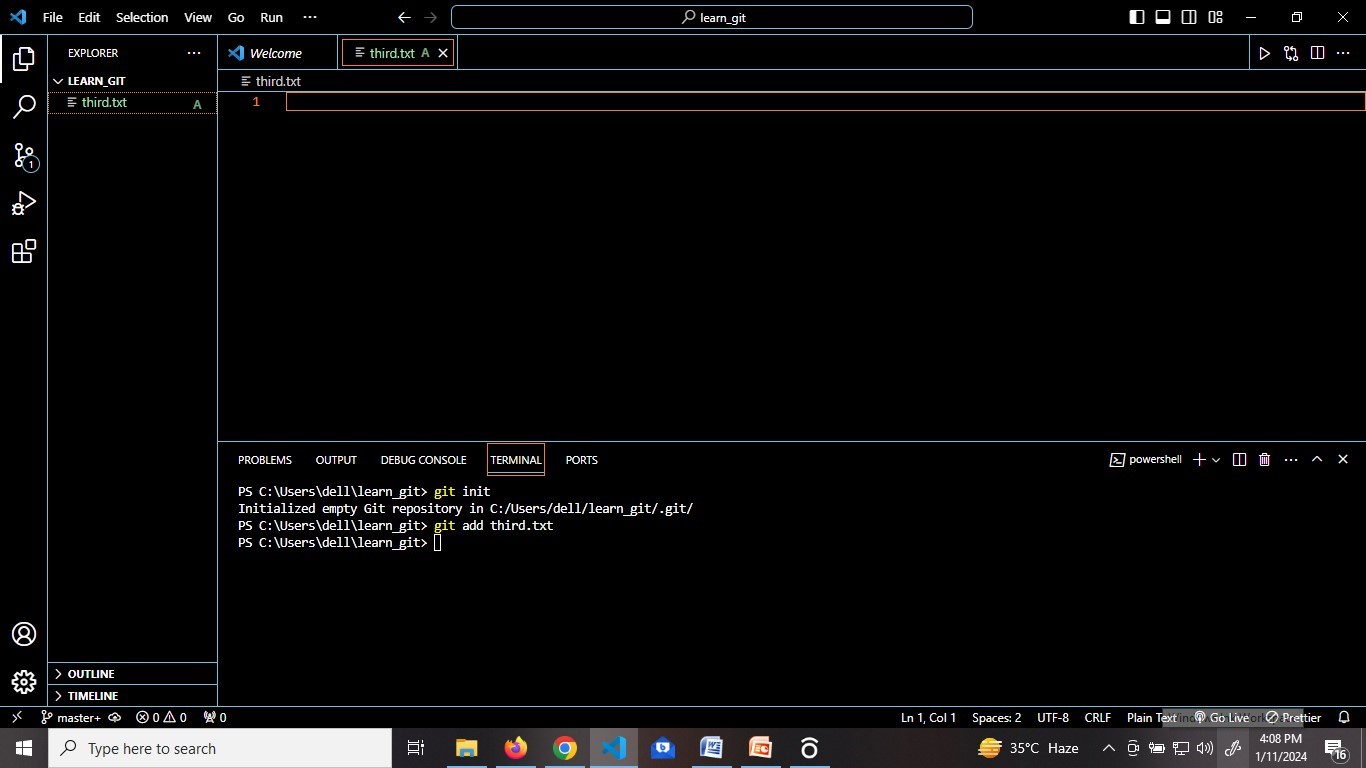 File Edit Selection View Go Run ··· learn_git
EXPLORER ···
Welcome
third.txt A
LEARN_GIT
third.txt
third.txt A
1
1
PROBLEMS OUTPUT DEBUG CONSOLE TERMINAL PORTS
powershell
PS C:\Users\dell\learn_git> git init
Initialized empty Git repository in C:/Users/dell/learn_git/.git/
PS C:\Users\dell\learn_git> git add third.txt
PS C:\Users\dell\learn_git>
OUTLINE
TIMELINE
master+ 0 0 0
Ln 1, Col 1 Spaces: 2 UTF-8 CRLF Plain Text Go Live Prettier
Type here to search
35°C Haze
4:08 PM
1/11/2024
16